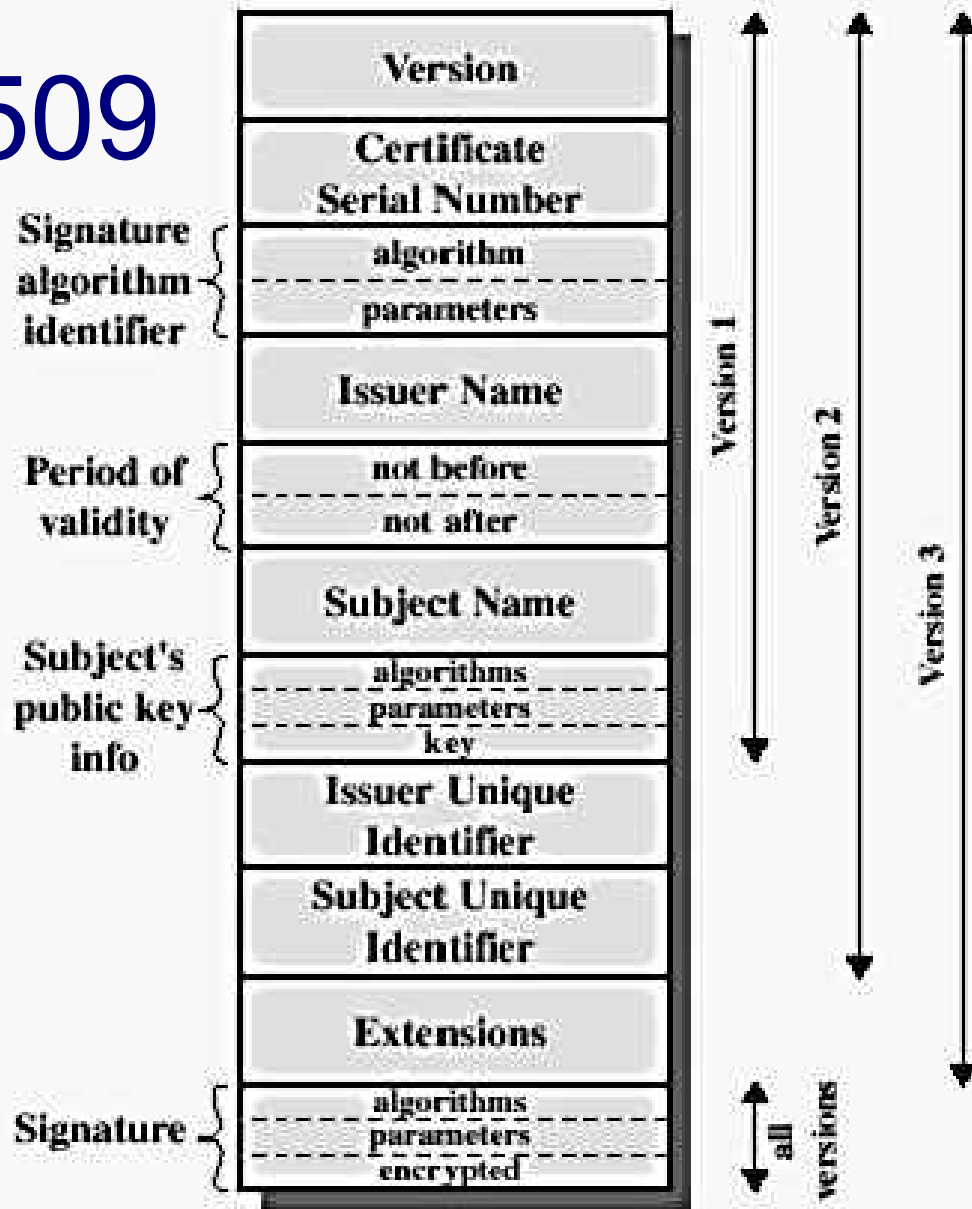 509
Version
Certificate
Serial Number
Signature
algorithm
identifier
algorithm
parameters
Issuer Name
Period of
validity
not before
not after
Subject Name
Subject's
public key
info
algorithms
parameters
key
Issuer Unique
Identifier
Subject Unique
Identifier
Extensions
Signature
algorithms
parameters
encrypted
Version 1
Version 2
Version 3
all
versions